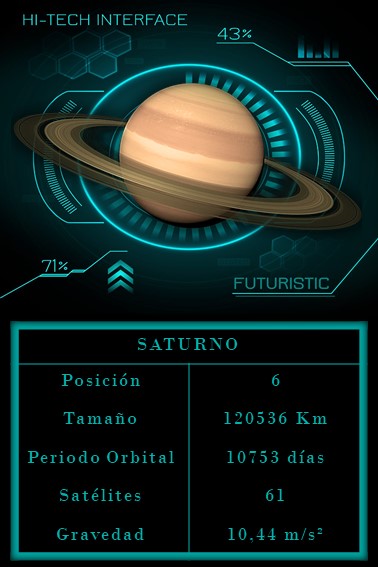 HI-TECH INTERFACE
43%
71%
FUTURISTIC
SATURNO
Posición 6
Tamaño 120536 Km
Periodo Orbital 10753 días
Satélites 61
Gravedad 10,44 m/s²